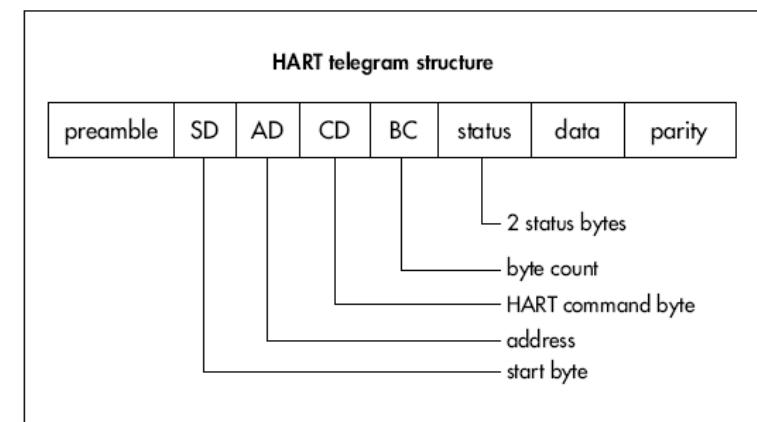 HART telegram structure
preamble SD AD CD BC status data parity
2 status bytes
byte count
HART command byte
address
start byte